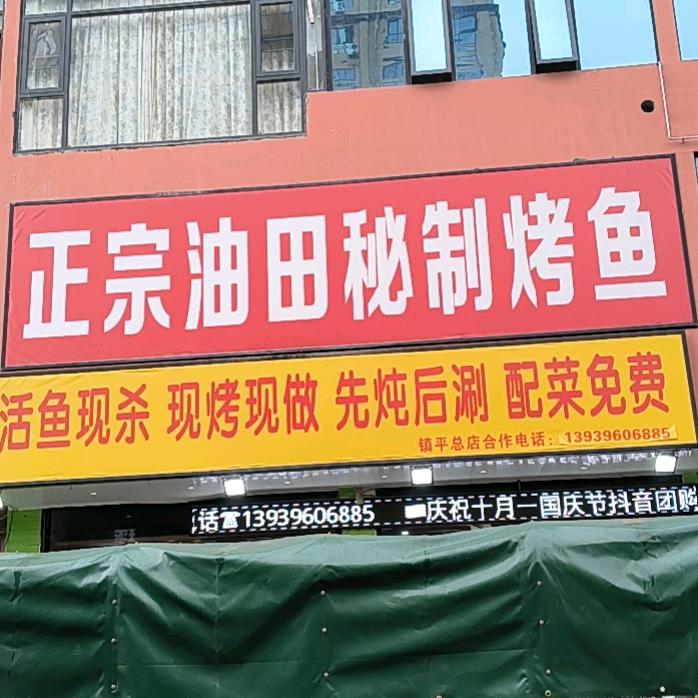 正宗油田秘制烤鱼
活鱼现杀 现烤现做 先炖后涮 配菜免费
镇平总店合作电话：13939606885
话☎13939606885 庆祝十月一国庆节抖音团购